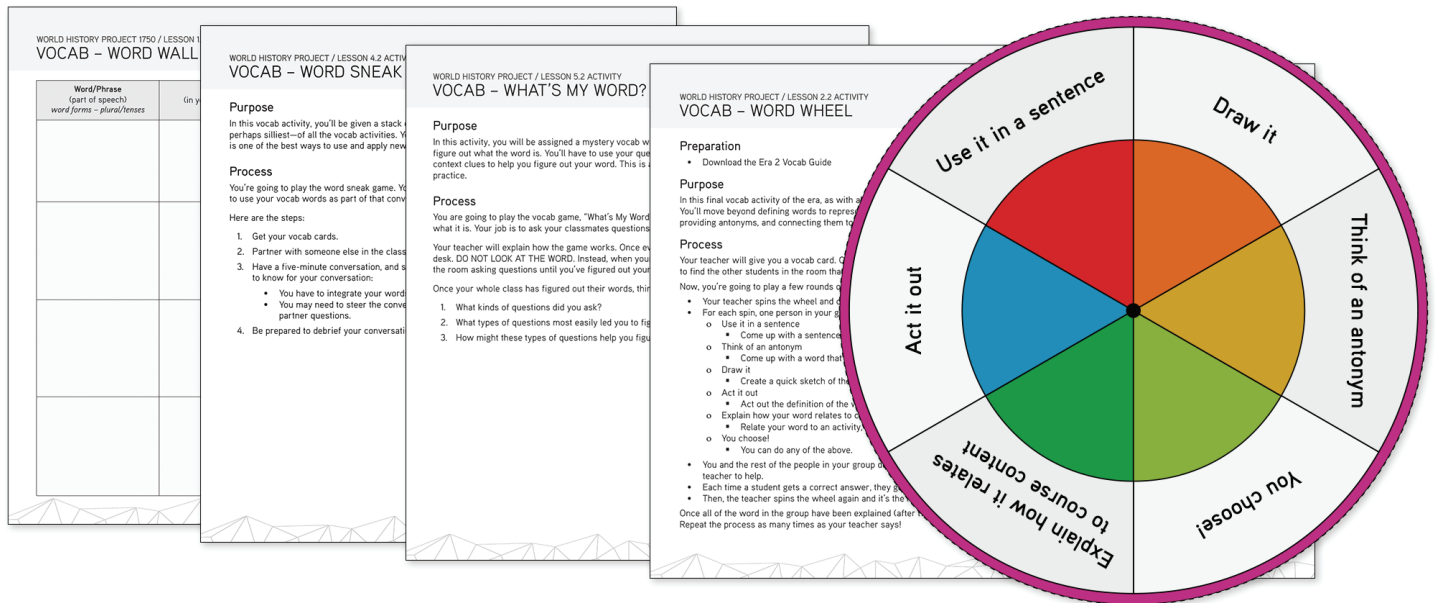 WORLD HISTORY PROJECT 1750 / LESSON 1
VOCAB – WORD WALL
Word/Phrase
(part of speech)
word forms – plural/tenses
(in
WORLD HISTORY PROJECT / LESSON 4.2
VOCAB – WORD SNEAK
Purpose
In this vocab activity, you'll be given a stack
perhaps silliest—of all the vocab activities.
is one of the best ways to use and apply new
Process
You're going to play the word sneak game.
to use your vocab words as part of that
Here are the steps:
1. Get your vocab cards.
2. Partner with someone else in the class
3. Have a five-minute conversation, and
to know for your conversation:
• You have to integrate your
• You may need to steer the
partner questions.
4. Be prepared to debrief your
WORLD HISTORY PROJECT / LESSON 5.2 ACTIVITY
VOCAB – WHAT'S MY WORD?
Purpose
In this activity, you will be assigned a mystery vocab
figure out what the word is. You'll have to use your
context clues to help you figure out your word. This is
practice.
Process
You are going to play the vocab game, "What's My Word
what it is. Your job is to ask your classmates questions
Your teacher will explain how the game works. Once
desk. DO NOT LOOK AT THE WORD. Instead, when
the room asking questions until you've figured out
Once your whole class has figured out their words,
1. What kinds of questions did you ask?
2. What types of questions most easily led you to
3. How might these types of questions help you
WORLD HISTORY PROJECT / LESSON 2.2 ACTIVITY
VOCAB – WORD WHEEL
Preparation
• Download the Era 2 Vocab Guide
Purpose
In this final vocab activity of the era, as with
You'll move beyond defining words to
providing antonyms, and connecting them to
Process
Your teacher will give you a vocab card.
to find the other students in the room
Now, you're going to play a few rounds
• Your teacher spins the wheel and
• For each spin, one person in your
o Use it in a sentence
▪ Come up with a sentence
o Think of an antonym
▪ Come up with a word that
o Draw it
▪ Create a quick sketch of the
o Act it out
▪ Act out the definition of the
o Explain how your word relates to
▪ Relate your word to an activity,
o You choose!
▪ You can do any of the above.
• You and the rest of the people in your group
teacher to help.
• Each time a student gets a correct answer, they
• Then, the teacher spins the wheel again and it's the
Once all of the word in the group have been explained (after
Repeat the process as many times as your teacher says!
Use it in a sentence
Draw it
Think of an antonym
You choose!
Explain how it relates
to course content
Act it out